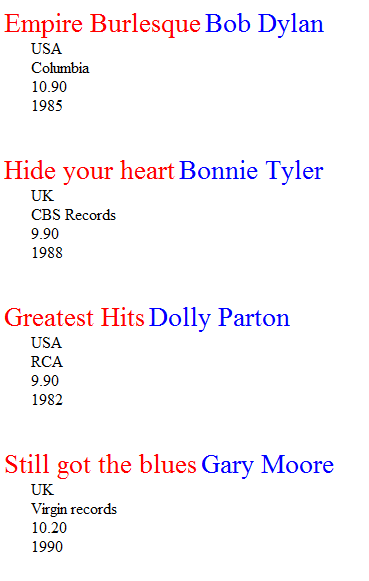 Empire Burlesque Bob Dylan
USA
Columbia
10.90
1985
Hide your heart Bonnie Tyler
UK
CBS Records
9.90
1988
Greatest Hits Dolly Parton
USA
RCA
9.90
1982
Still got the blues Gary Moore
UK
Virgin records
10.20
1990